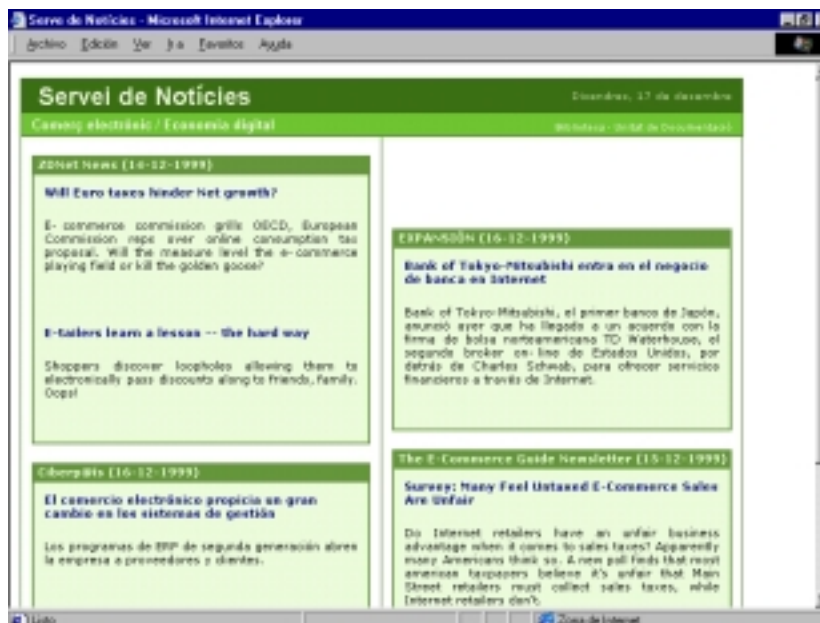 Serve de Notícies - Microsoft Internet Explorer
Archivo Edición Ver Ir a Favoritos Ayuda
Servei de Notícies
Divendres, 17 de desembre
Comerç electrònic / Economia digital
Biblioteca - Unitat de Documentació
ZDNet News (14-12-1999)
Will Euro taxes hinder Net growth?
E- commerce commission grills OECD, European
Commission reps over online consumption tax
proposal. Will the measure level the e-commerce
playing field or kill the golden goose?
E-tailers learn a lesson -- the hard way
Shoppers discover loopholes allowing them to
electronically pass discounts along to friends, family.
Oops!
Ciberp@ís (16-12-1999)
El comercio electrónico propicia un gran
cambio en los sistemas de gestión
Los programas de ERP de segunda generación abren
la empresa a proveedores y clientes.
EXPANSIÓN (16-12-1999)
Bank of Tokyo-Mitsubishi entra en el negocio
de banca en Internet
Bank of Tokyo-Mitsubishi, el primer banco de Japón,
anunció ayer que ha llegado a un acuerdo con la
firma de bolsa norteamericana TD Waterhouse, el
segundo broker on-line de Estados Unidos, por
detrás de Charles Schwab, para ofrecer servicios
financieros a través de Internet.
The E-Commerce Guide Newsletter (13-12-1999)
Survey: Many Feel Untaxed E-Commerce Sales
Are Unfair
Do Internet retailers have an unfair business
advantage when it comes to sales taxes? Apparently
many Americans think so. A new poll finds that most
american taxpayers believe it's unfair that Main
Street retailers must collect sales taxes, while
Internet retailers don't.
Listo
Zona de Internet